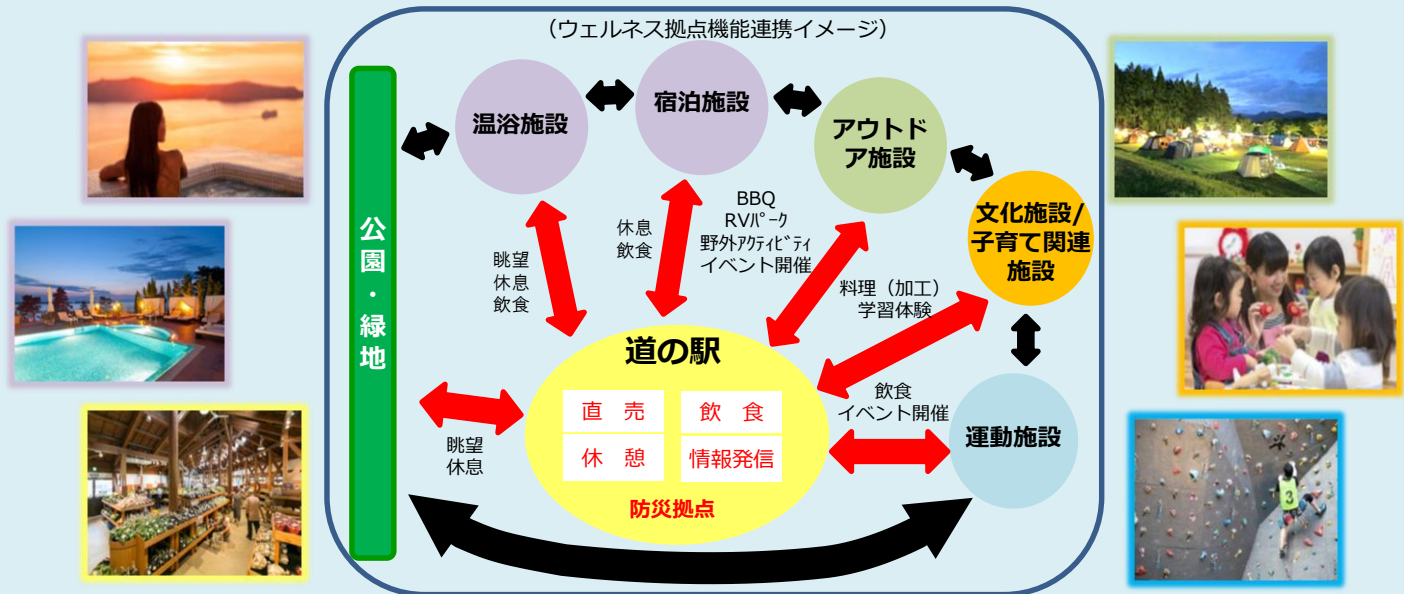 (ウェルネス拠点機能連携イメージ)
温浴施設
宿泊施設
アウトド
ア施設
文化施設/
子育て関連
施設
運動施設
公園・緑地
眺望
休息
飲食
休息
飲食
BBQ
RVパーク
野外アクティビティ
イベント開催
料理(加工)
学習体験
飲食
イベント開催
眺望
休息
道の駅
直 売
飲 食
休 憩
情報発信
防災拠点
3